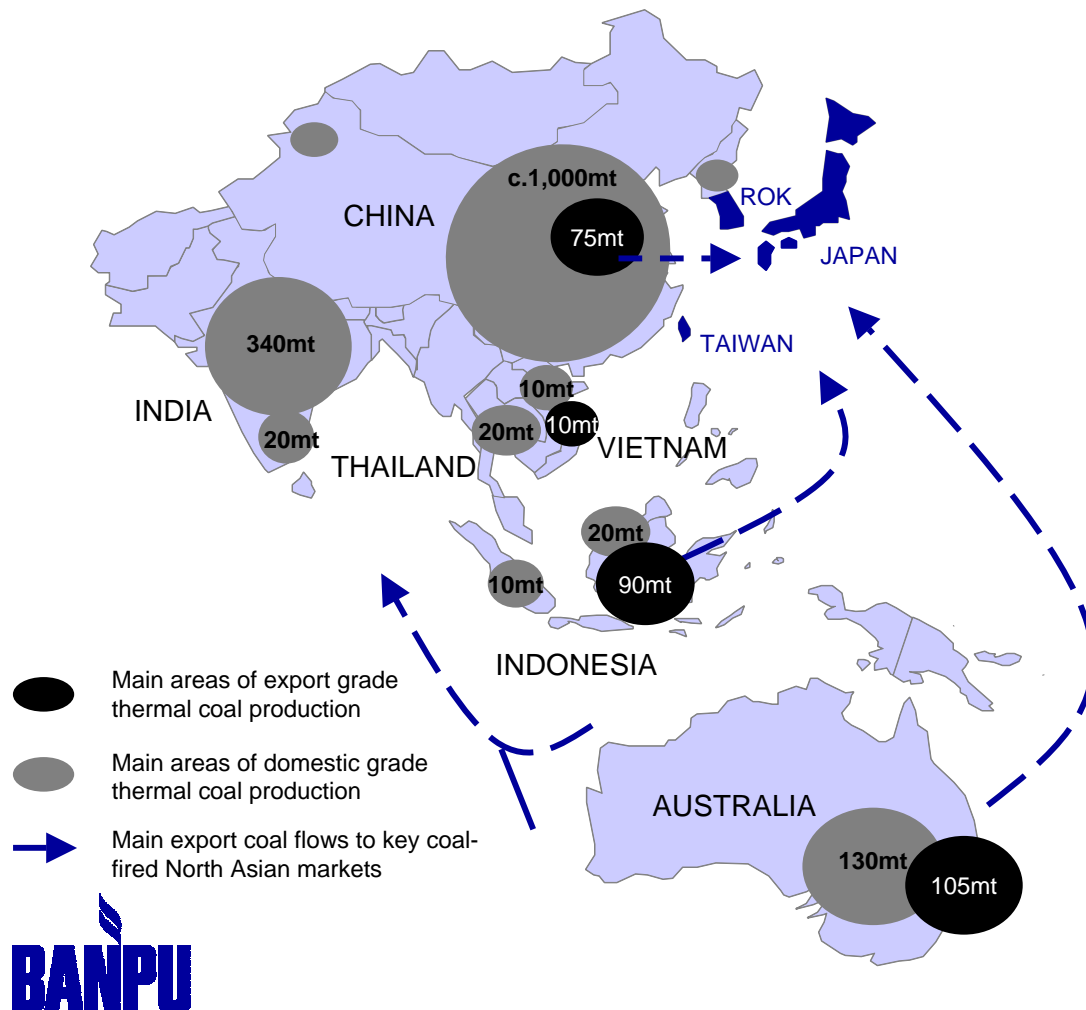 c.1,000mt
CHINA
ROK
75mt
JAPAN
TAIWAN
340mt
INDIA
20mt
10mt
20mt
10mt
THAILAND
VIETNAM
20mt
10mt
90mt
INDONESIA
Main areas of export grade
thermal coal production
Main areas of domestic grade
thermal coal production
Main export coal flows to key coal-
fired North Asian markets
AUSTRALIA
130mt
105mt
BANPU